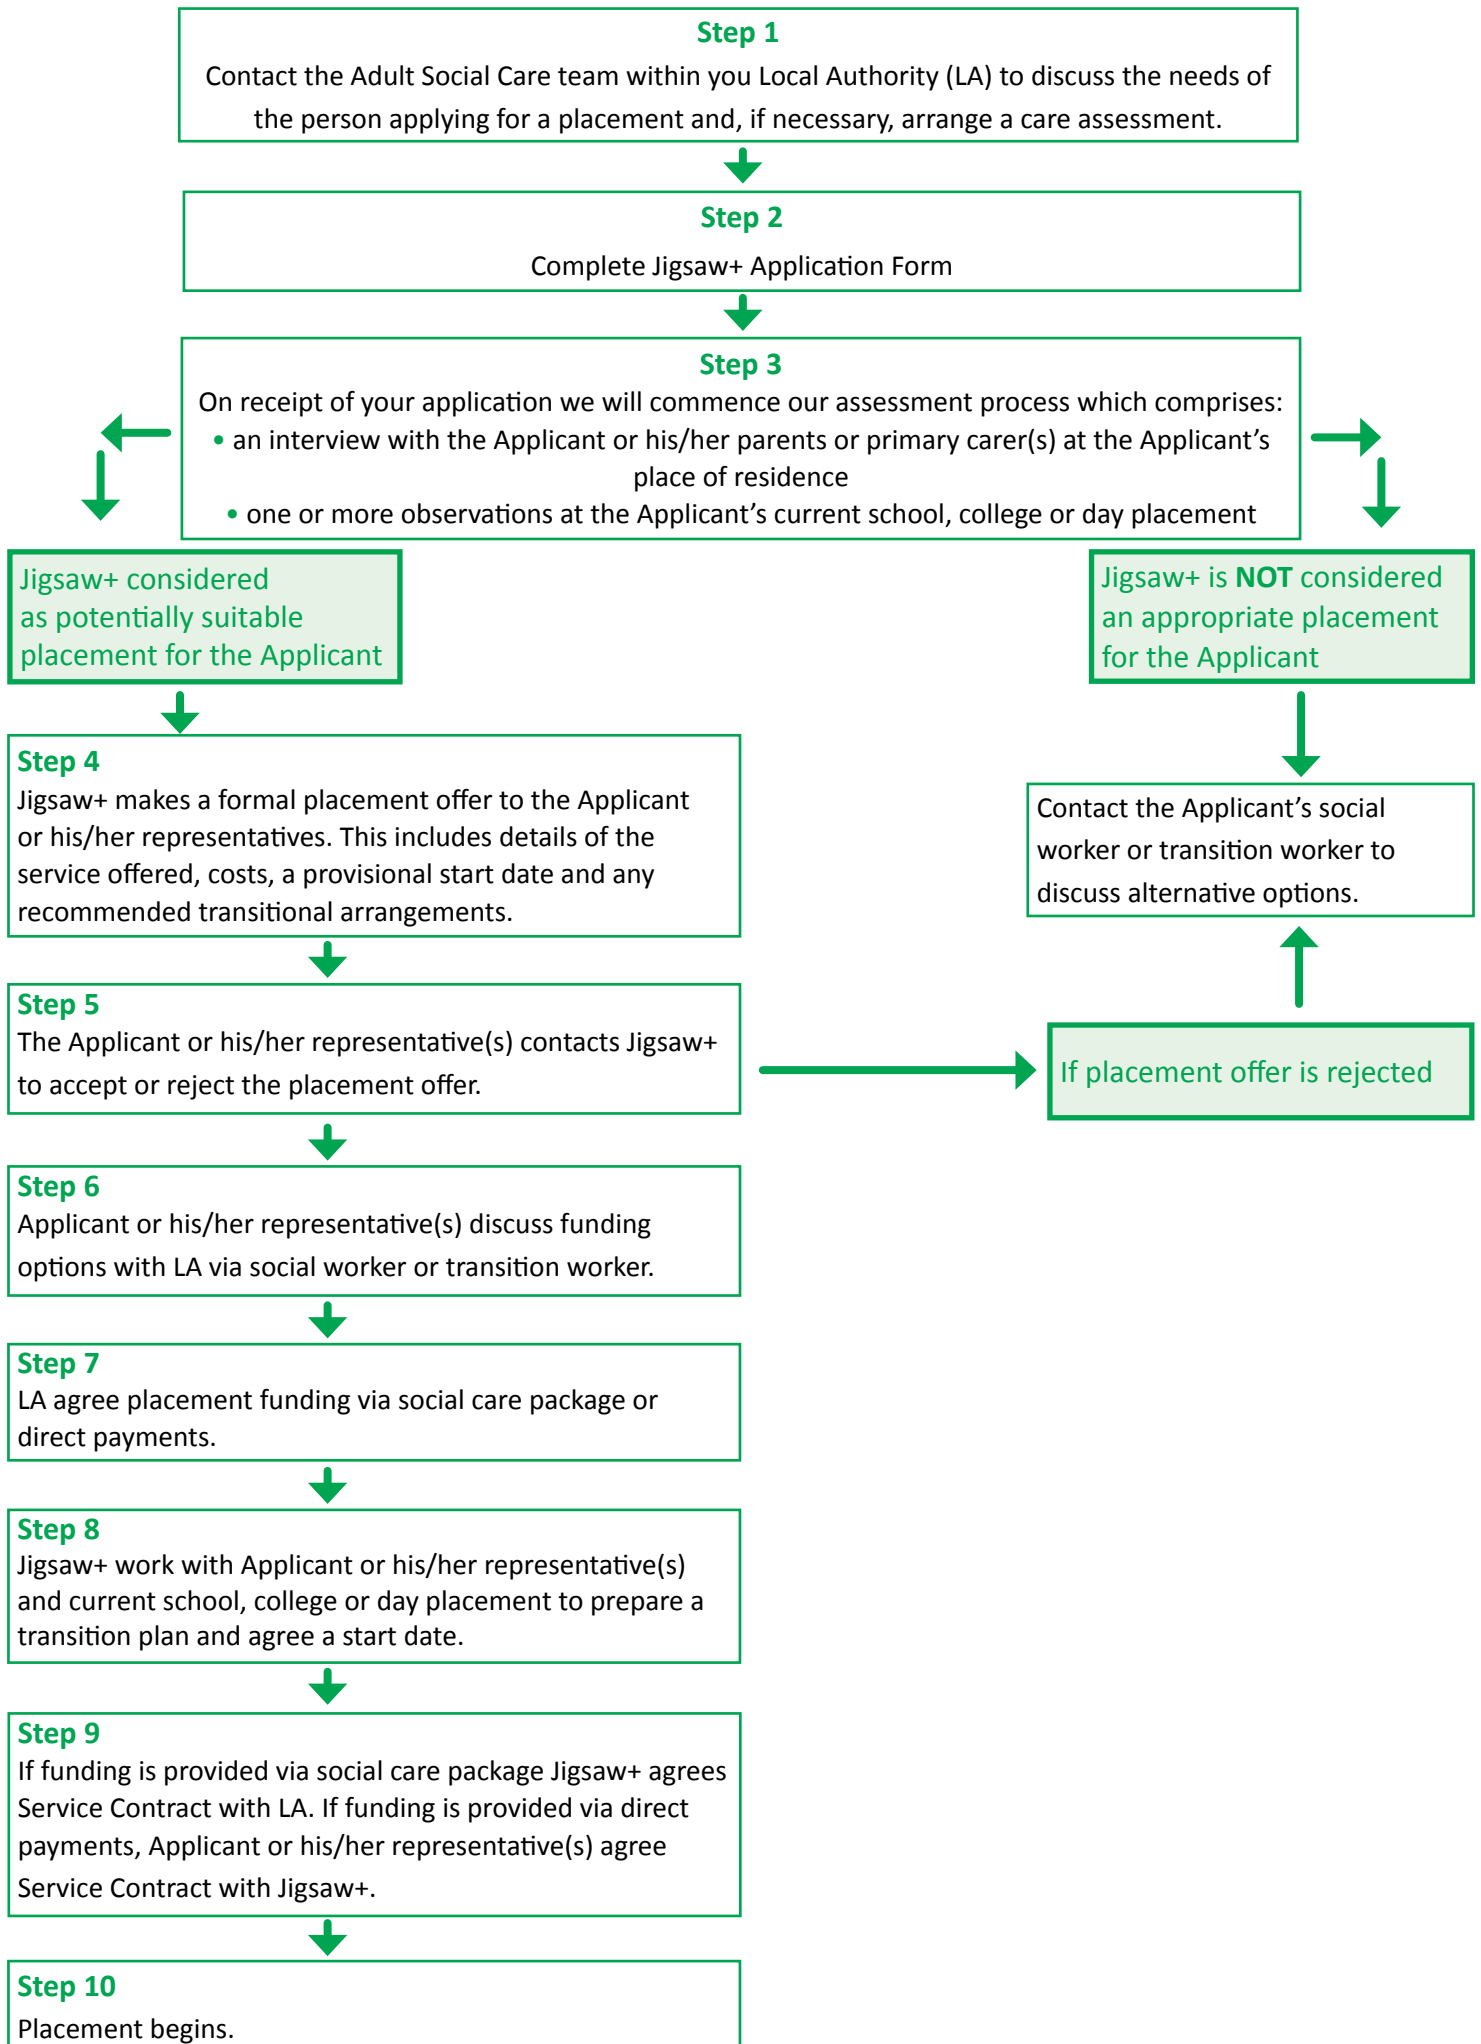 Step 1
Contact the Adult Social Care team within you Local Authority (LA) to discuss the needs of
the person applying for a placement and, if necessary, arrange a care assessment.
Step 2
Complete Jigsaw+ Application Form
Step 3
On receipt of your application we will commence our assessment process which comprises:
• an interview with the Applicant or his/her parents or primary carer(s) at the Applicant’s
place of residence
• one or more observations at the Applicant’s current school, college or day placement
Jigsaw+ considered
as potentially suitable
placement for the Applicant
Jigsaw+ is NOT considered
an appropriate placement
for the Applicant
Step 4
Jigsaw+ makes a formal placement offer to the Applicant
or his/her representatives. This includes details of the
service offered, costs, a provisional start date and any
recommended transitional arrangements.
Contact the Applicant’s social
worker or transition worker to
discuss alternative options.
Step 5
The Applicant or his/her representative(s) contacts Jigsaw+
to accept or reject the placement offer.
If placement offer is rejected
Step 6
Applicant or his/her representative(s) discuss funding
options with LA via social worker or transition worker.
Step 7
LA agree placement funding via social care package or
direct payments.
Step 8
Jigsaw+ work with Applicant or his/her representative(s)
and current school, college or day placement to prepare a
transition plan and agree a start date.
Step 9
If funding is provided via social care package Jigsaw+ agrees
Service Contract with LA. If funding is provided via direct
payments, Applicant or his/her representative(s) agree
Service Contract with Jigsaw+.
Step 10
Placement begins.